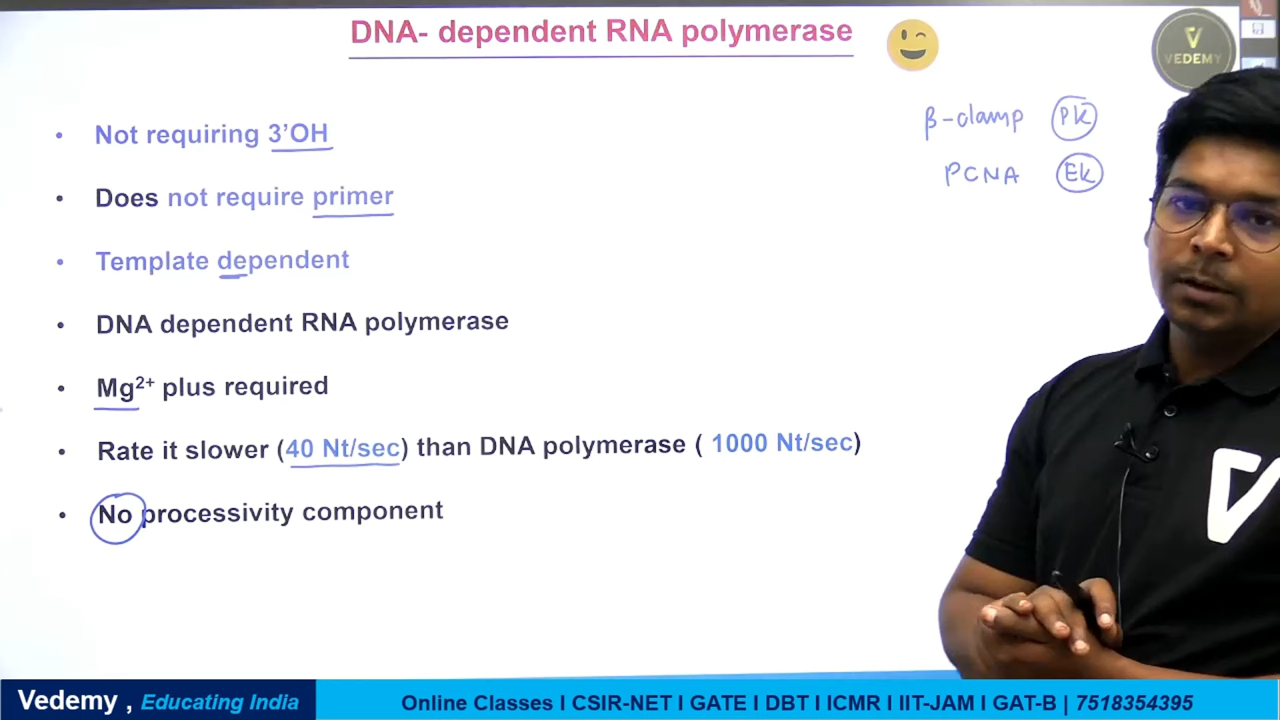 DNA- dependent RNA polymerase
VEDEMY
β-clamp PK
PCNA EK
• Not requiring 3’OH
• Does not require primer
• Template dependent
• DNA dependent RNA polymerase
• Mg²⁺ plus required
• Rate it slower (40 Nt/sec) than DNA polymerase ( 1000 Nt/sec)
• No processivity component
Vedemy , Educating India
Online Classes I CSIR-NET I GATE I DBT I ICMR I IIT-JAM I GAT-B | 7518354395